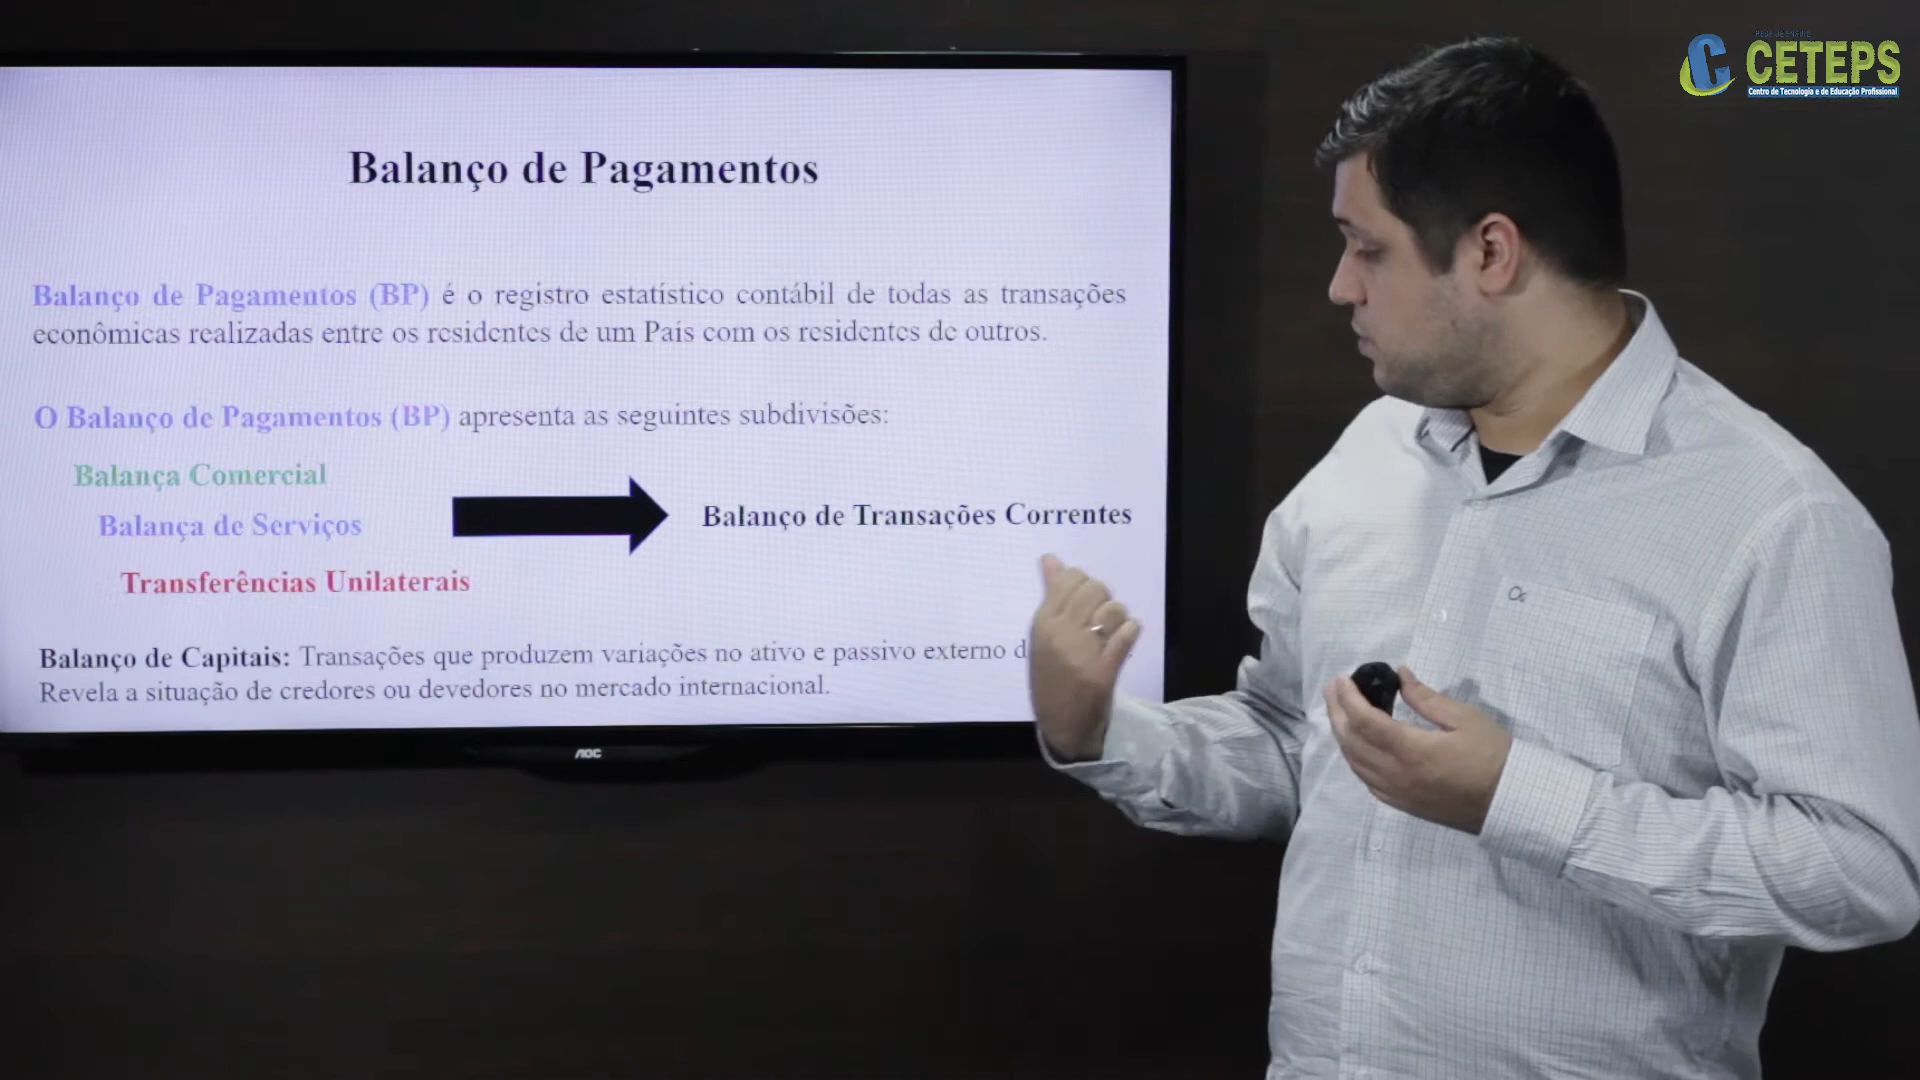 CETEPS
Centro de Tecnologia e de Educação Profissional
Balanço de Pagamentos
Balanço de Pagamentos (BP) é o registro estatístico contábil de todas as transações
econômicas realizadas entre os residentes de um País com os residentes de outros.
O Balanço de Pagamentos (BP) apresenta as seguintes subdivisões:
Balança Comercial
Balança de Serviços
Transferências Unilaterais
Balanço de Transações Correntes
Balanço de Capitais: Transações que produzem variações no ativo e passivo externo
Revela a situação de credores ou devedores no mercado internacional.
AOC